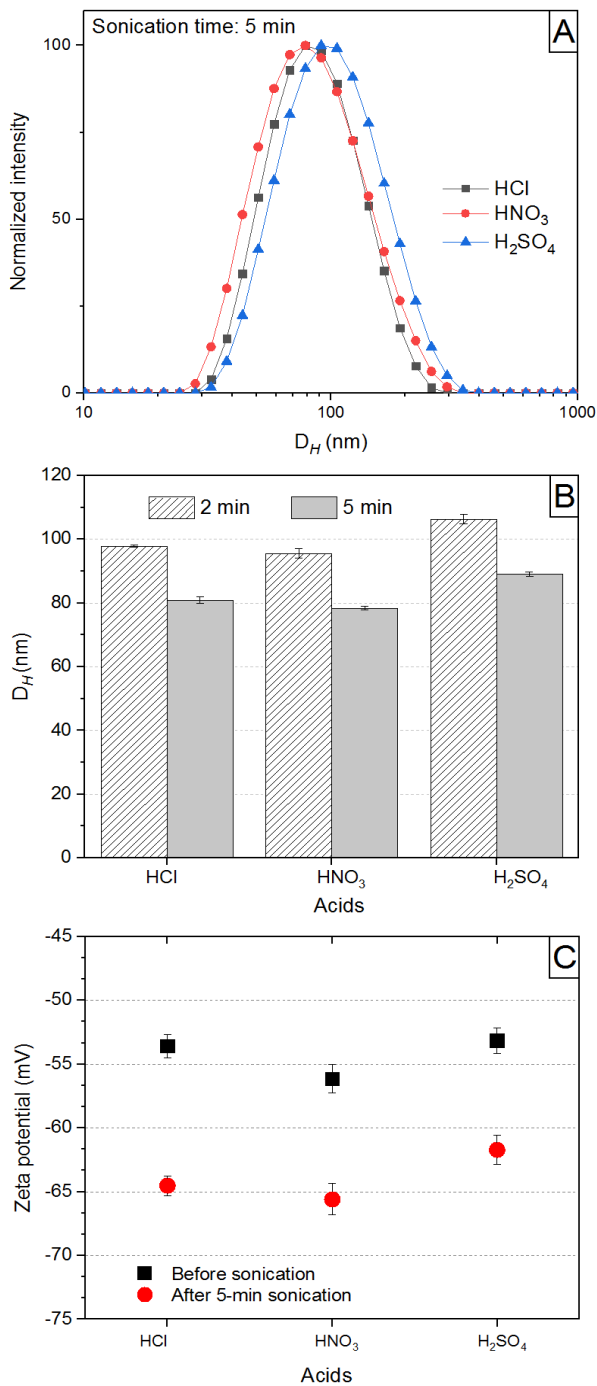 Sonication time: 5 min
A
100
50
0
Normalized intensity
HCl
HNO₃
H₂SO₄
10
100
1000
D_H (nm)
B
120
100
80
60
40
20
0
D_H (nm)
2 min
5 min
HCl
HNO₃
H₂SO₄
Acids
C
-45
-50
-55
-60
-65
-70
-75
Zeta potential (mV)
Before sonication
After 5-min sonication
HCl
HNO₃
H₂SO₄
Acids